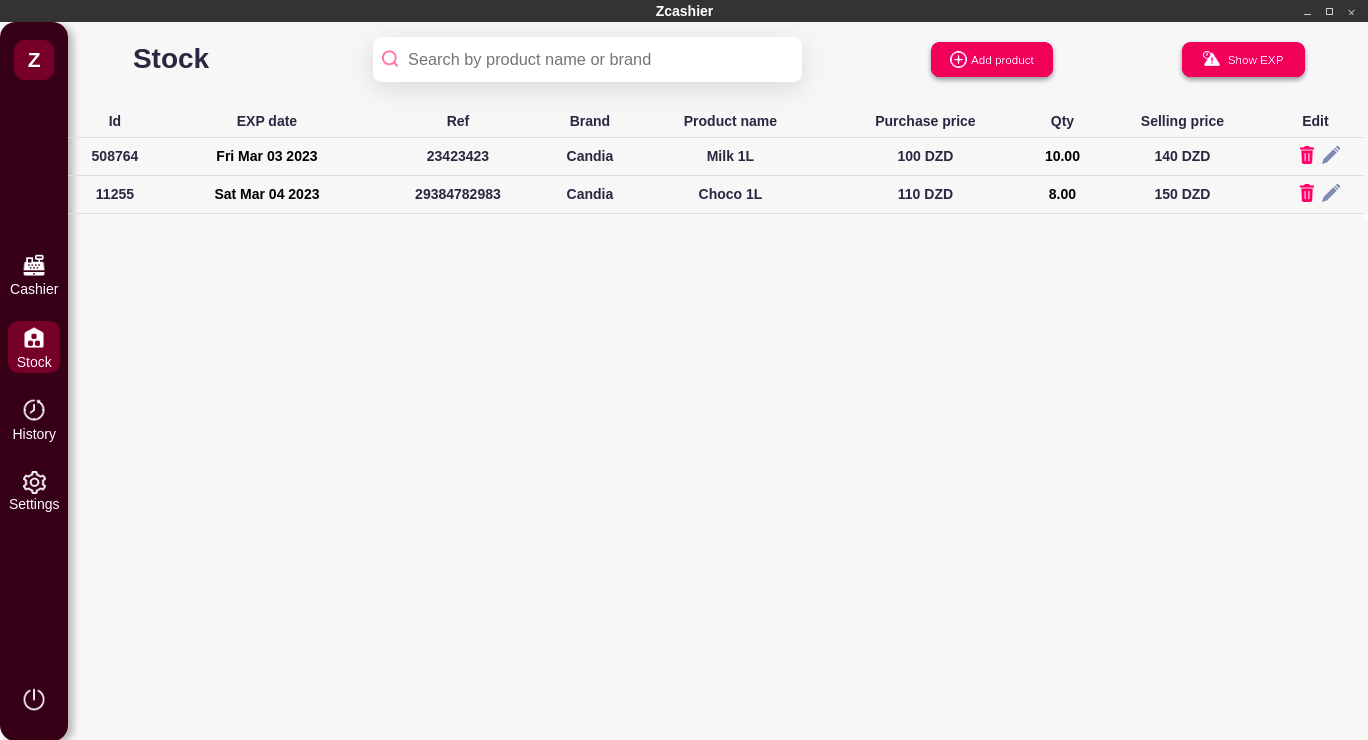 Zcashier
Z
Stock
Search by product name or brand
Add product
Show EXP
Id EXP date Ref Brand Product name Purchase price Qty Selling price Edit
508764 Fri Mar 03 2023 23423423 Candia Milk 1L 100 DZD 10.00 140 DZD
11255 Sat Mar 04 2023 29384782983 Candia Choco 1L 110 DZD 8.00 150 DZD
Cashier
Stock
History
Settings